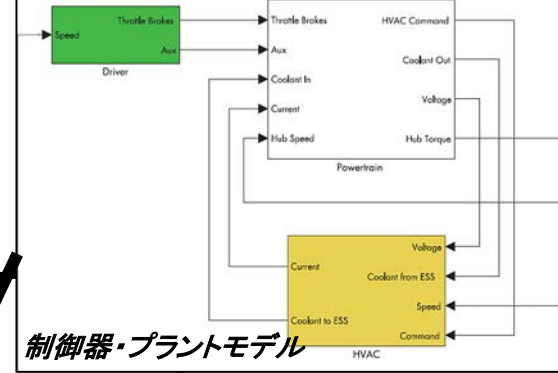 Speed
Throttle Brakes
Aux
Driver
Throttle Brakes
Aux
Coolant In
Current
Hub Speed
HVAC Command
Coolant Out
Voltage
Hub Torque
Powertrain
Current
Coolant to ESS
Voltage
Coolant from ESS
Speed
Command
HVAC
制御器・プラントモデル